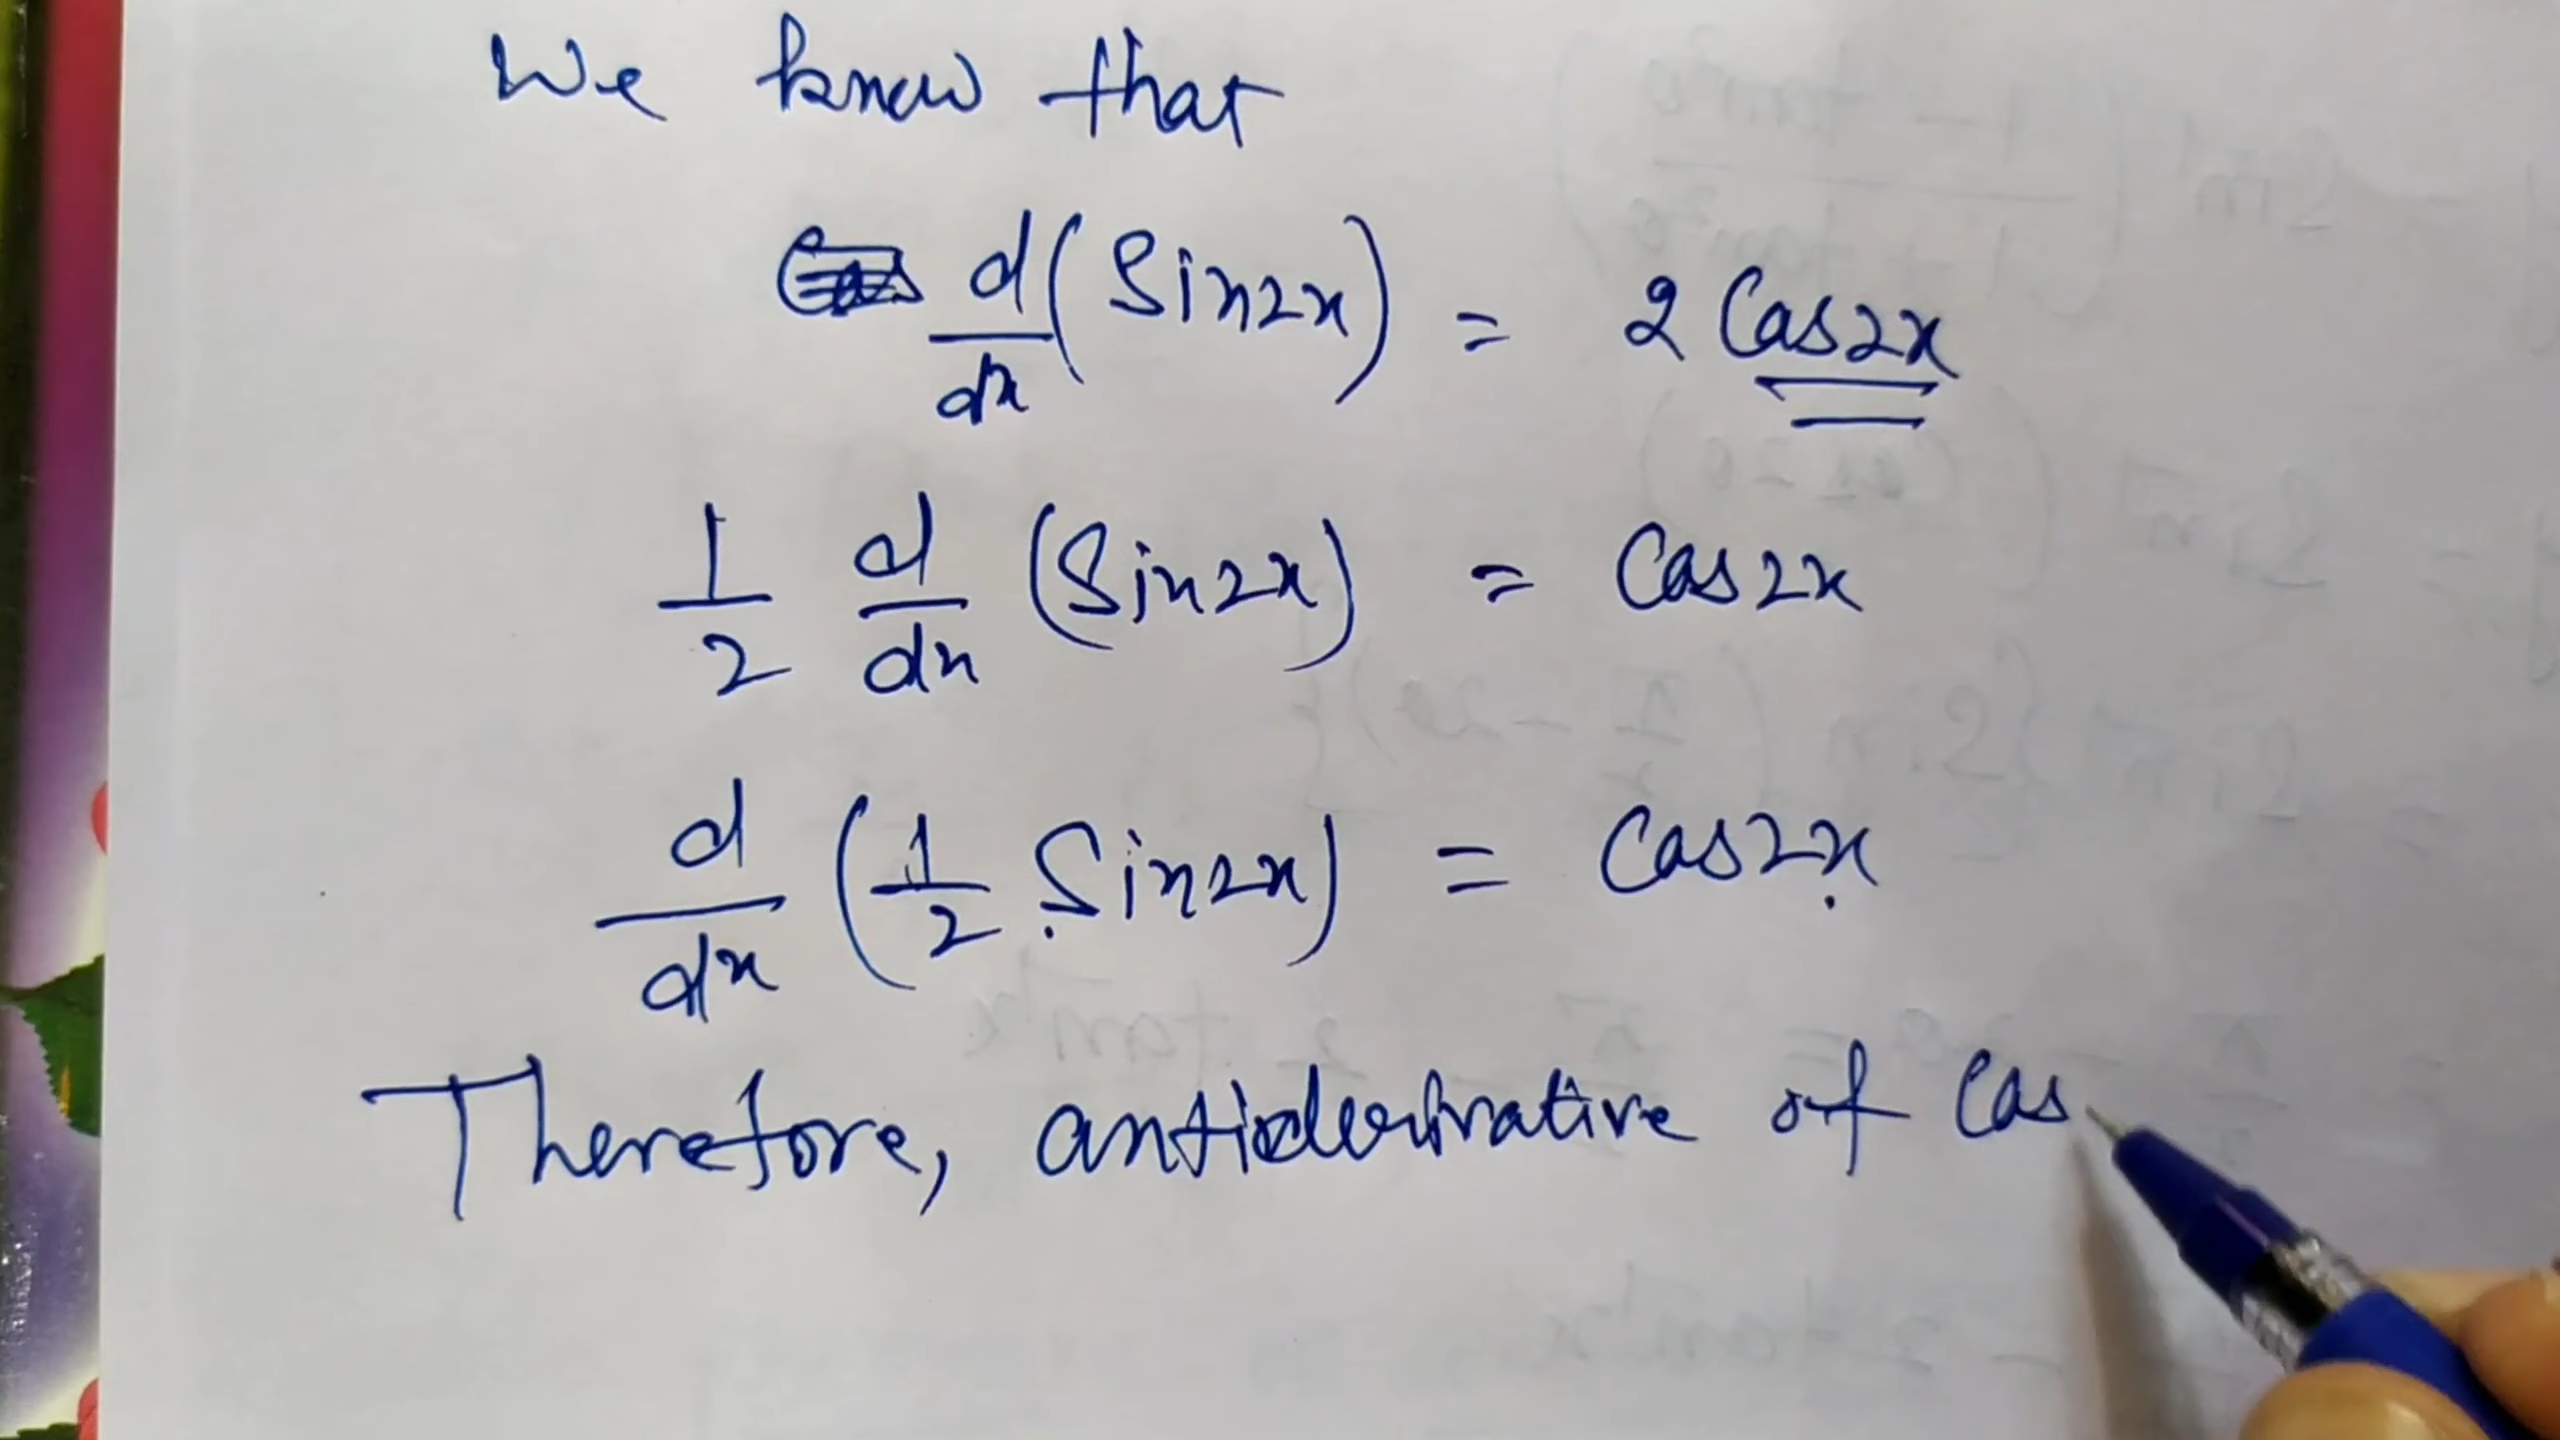 We know that
d/dx (Sin2x) = 2 Cos2x
1/2 d/dx (Sin2x) = Cos2x
d/dx (1/2 Sin2x) = Cos2x
Therefore, antiderivative of Cos